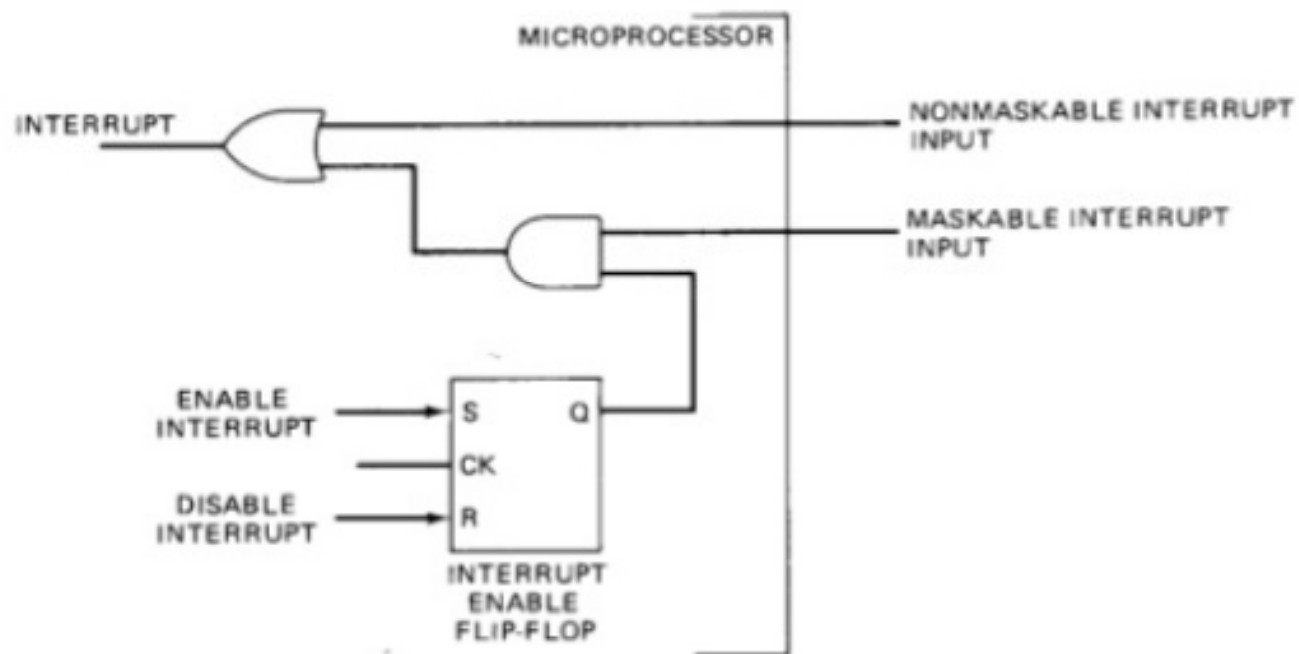 MICROPROCESSOR
INTERRUPT
NONMASKABLE INTERRUPT
INPUT
MASKABLE INTERRUPT
INPUT
ENABLE
INTERRUPT
S
Q
CK
DISABLE
INTERRUPT
R
INTERRUPT
ENABLE
FLIP-FLOP